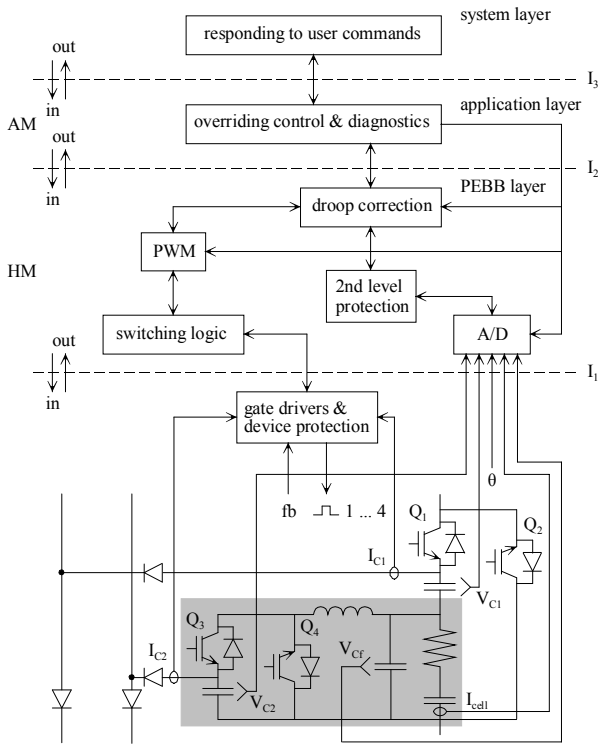 system layer
responding to user commands
out
in
I3
AM
application layer
overriding control & diagnostics
out
in
I2
PEBB layer
droop correction
PWM
HM
2nd level
protection
switching logic
A/D
out
in
I1
gate drivers &
device protection
θ
fb
1 ... 4
Q1
Q2
IC1
VC1
Q3
Q4
IC2
VCf
VC2
Icell